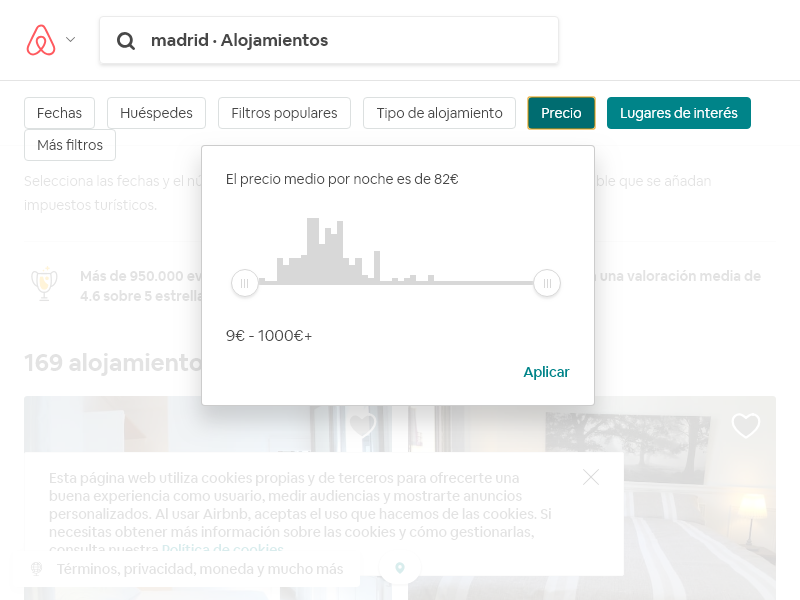 madrid · Alojamientos
Fechas
Huéspedes
Filtros populares
Tipo de alojamiento
Precio
Lugares de interés
Más filtros
Selecciona las fechas y el nú
ble que se añadan
impuestos turísticos.
El precio medio por noche es de 82€
9€ - 1000€+
Aplicar
Más de 950.000 ev
una valoración media de
4.6 sobre 5 estrella
169 alojamiento
Esta página web utiliza cookies propias y de terceros para ofrecerte una
buena experiencia como usuario, medir audiencias y mostrarte anuncios
personalizados. Al usar Airbnb, aceptas el uso que hacemos de las cookies. Si
necesitas obtener más información sobre las cookies y cómo gestionarlas,
consulta nuestra Política de cookies
Términos, privacidad, moneda y mucho más